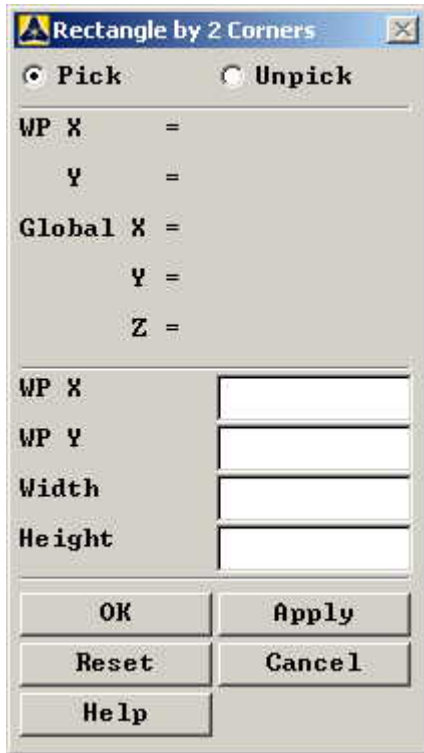 Rectangle by 2 Corners
Pick Unpick
WP X =
Y =
Global X =
Y =
Z =
WP X
WP Y
Width
Height
OK Apply
Reset Cancel
Help